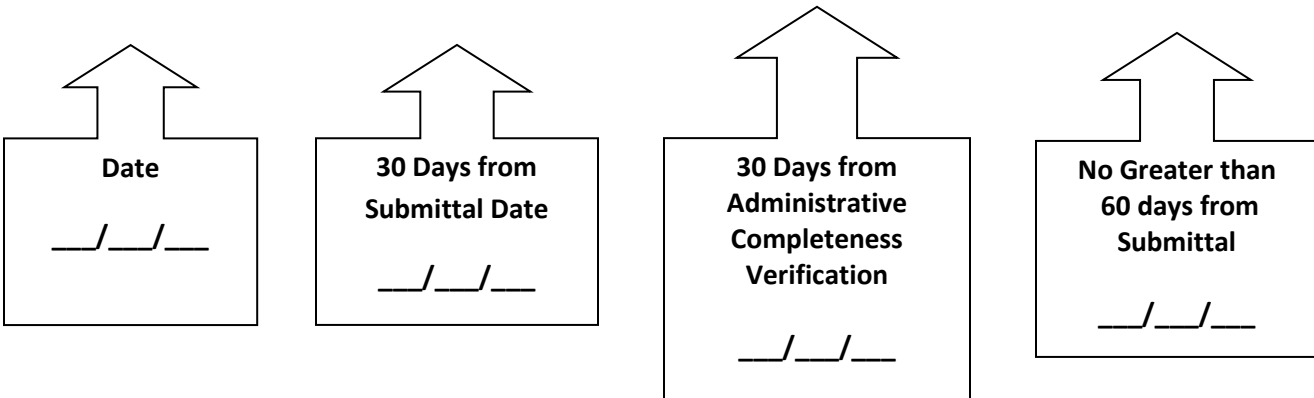 Date
___/___/___
30 Days from
Submittal Date
___/___/___
30 Days from
Administrative
Completeness
Verification
___/___/___
No Greater than
60 days from
Submittal
___/___/___